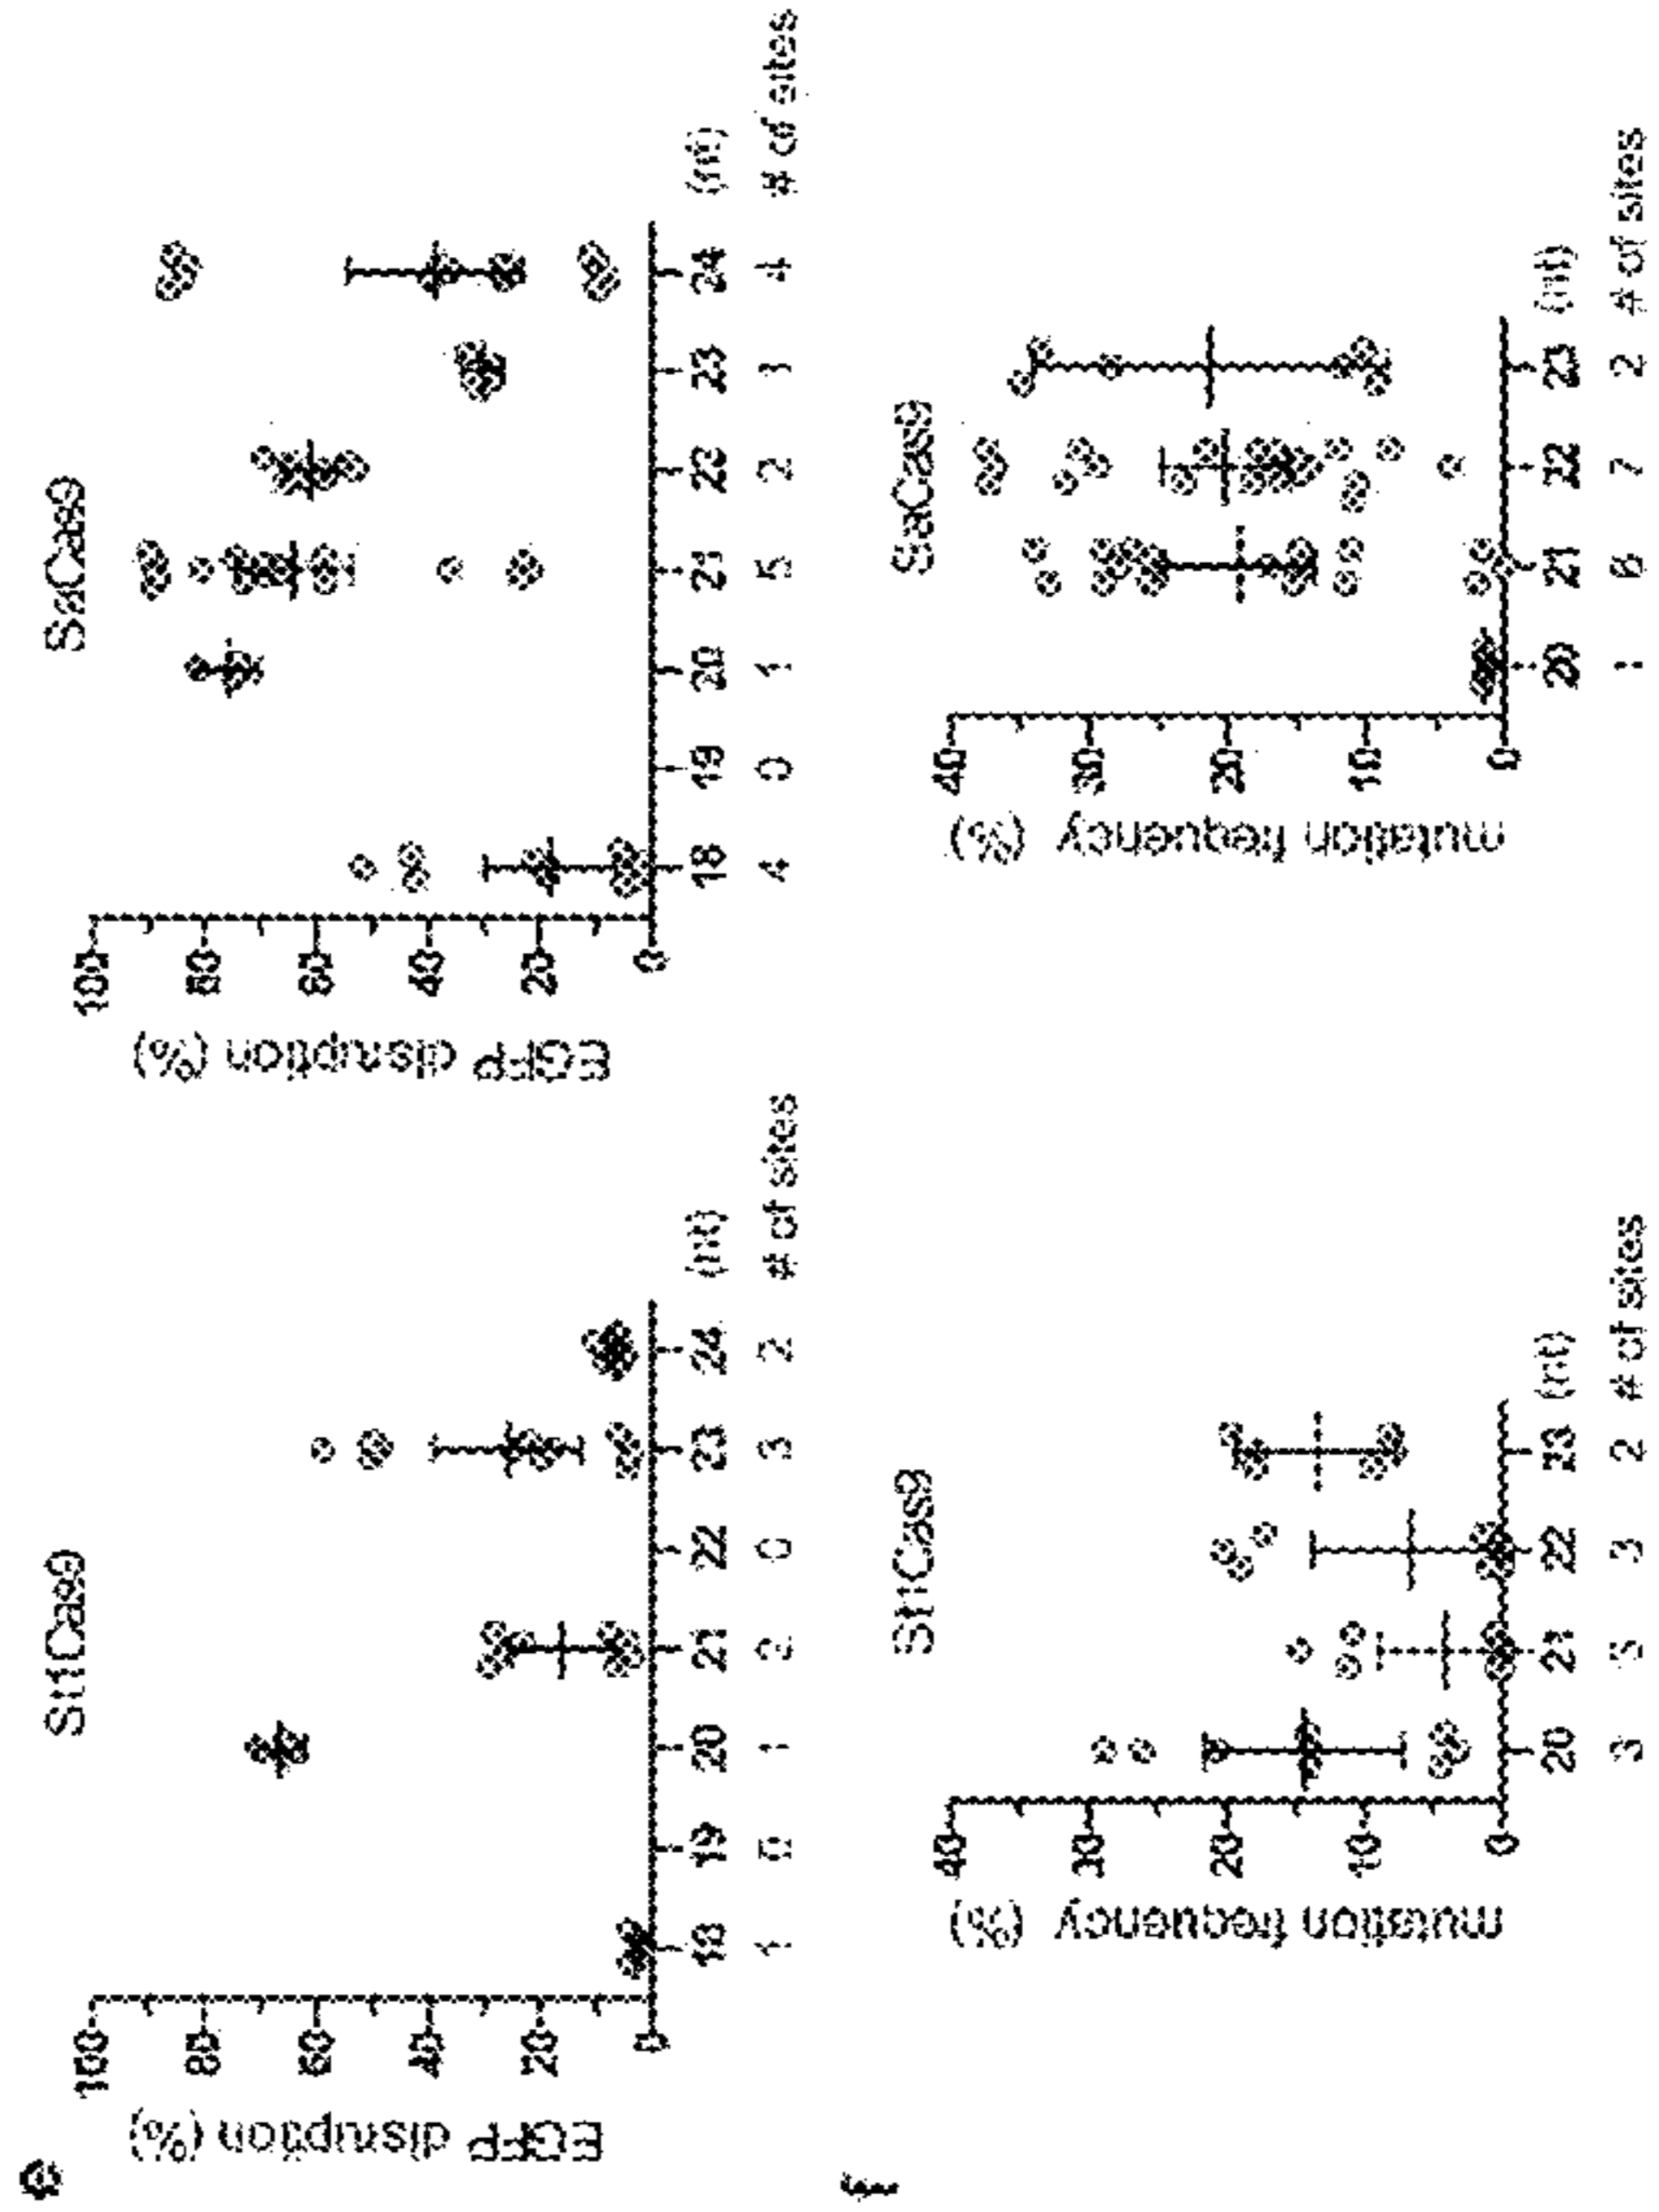 e
St1Cas9
EGFP disruption (%)
100
80
60
40
20
0
18 19 20 21 22 23 24 (nt)
1 0 1 2 0 3 2 # of sites
SaCas9
EGFP disruption (%)
100
80
60
40
20
0
18 19 20 21 22 23 24 (nt)
4 0 1 5 2 1 4 # of sites
f
St1Cas9
mutation frequency (%)
40
30
20
10
0
20 21 22 23 (nt)
3 3 3 2 # of sites
SaCas9
mutation frequency (%)
40
30
20
10
0
20 21 22 23 (nt)
1 6 7 2 # of sites